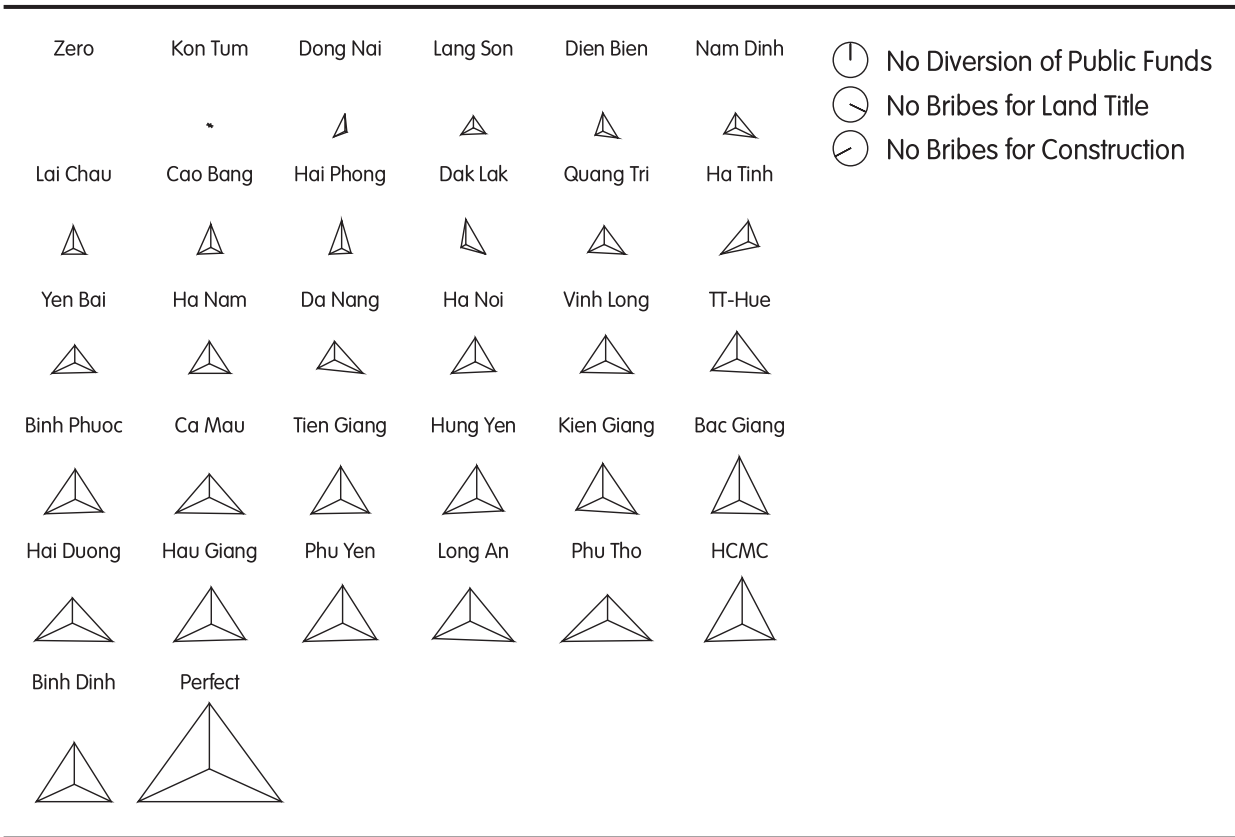 Zero Kon Tum Dong Nai Lang Son Dien Bien Nam Dinh
No Diversion of Public Funds
No Bribes for Land Title
No Bribes for Construction
Lai Chau Cao Bang Hai Phong Dak Lak Quang Tri Ha Tinh
Yen Bai Ha Nam Da Nang Ha Noi Vinh Long TT-Hue
Binh Phuoc Ca Mau Tien Giang Hung Yen Kien Giang Bac Giang
Hai Duong Hau Giang Phu Yen Long An Phu Tho HCMC
Binh Dinh Perfect